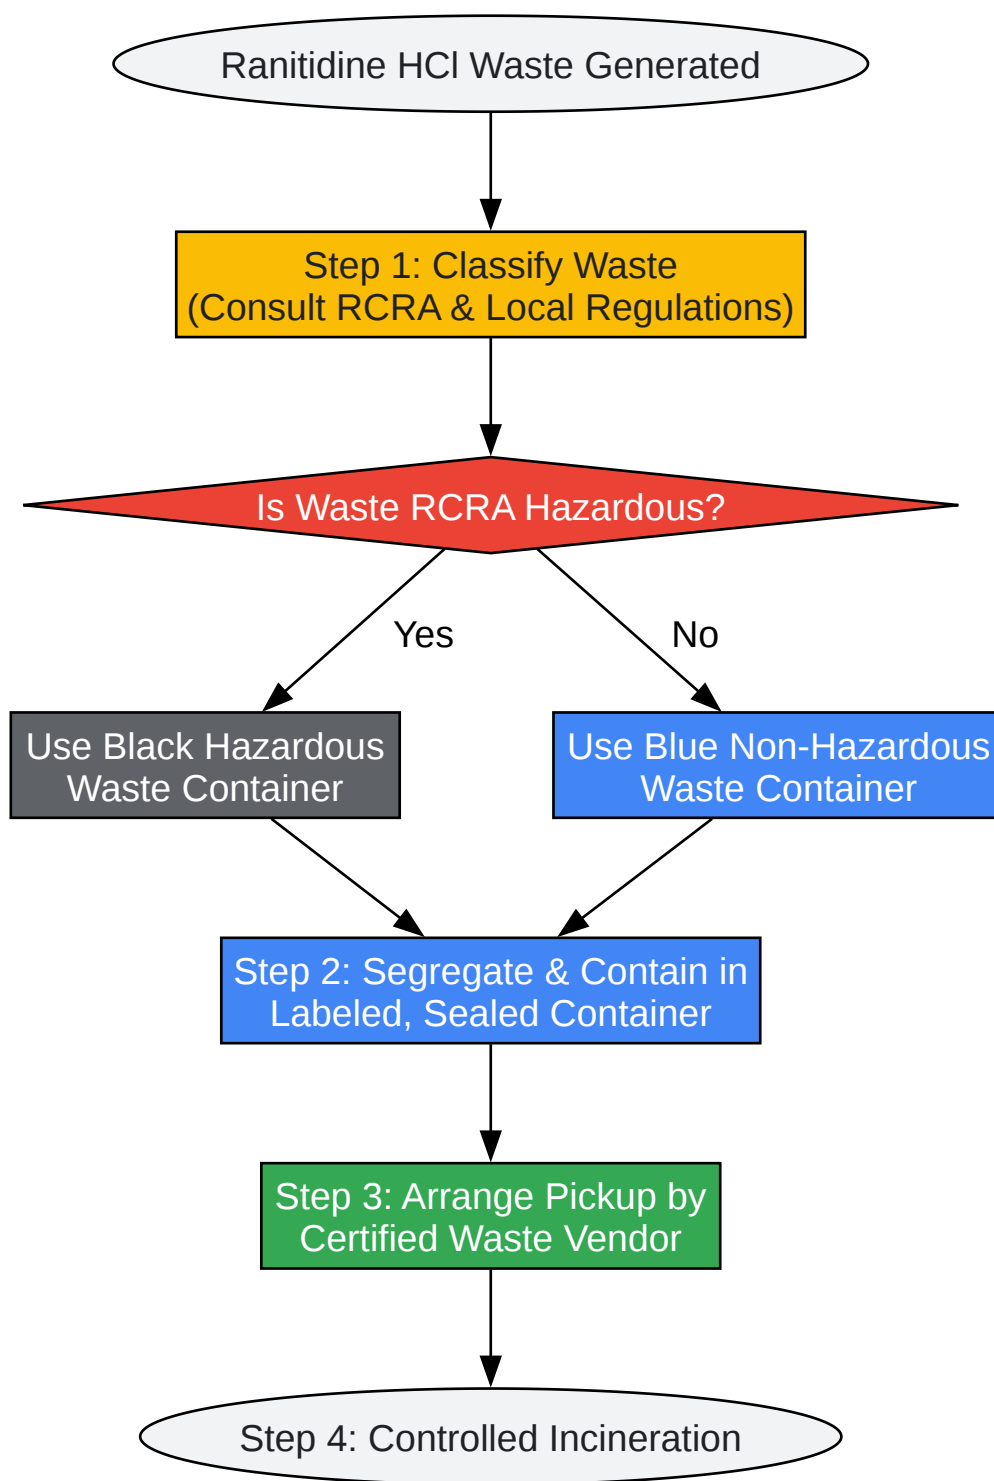 Ranitidine HCl Waste Generated
Step 1: Classify Waste
(Consult RCRA & Local Regulations)
Is Waste RCRA Hazardous?
Yes
No
Use Black Hazardous
Waste Container
Use Blue Non-Hazardous
Waste Container
Step 2: Segregate & Contain in
Labeled, Sealed Container
Step 3: Arrange Pickup by
Certified Waste Vendor
Step 4: Controlled Incineration